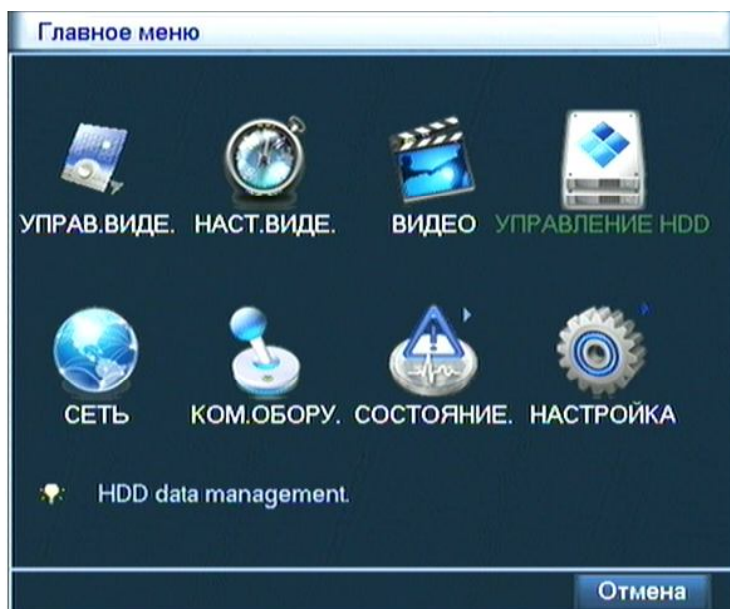 Главное меню
УПРАВ.ВИДЕ. НАСТ.ВИДЕ. ВИДЕО УПРАВЛЕНИЕ HDD
СЕТЬ КОМ.ОБОРУ. СОСТОЯНИЕ. НАСТРОЙКА
HDD data management.
Отмена